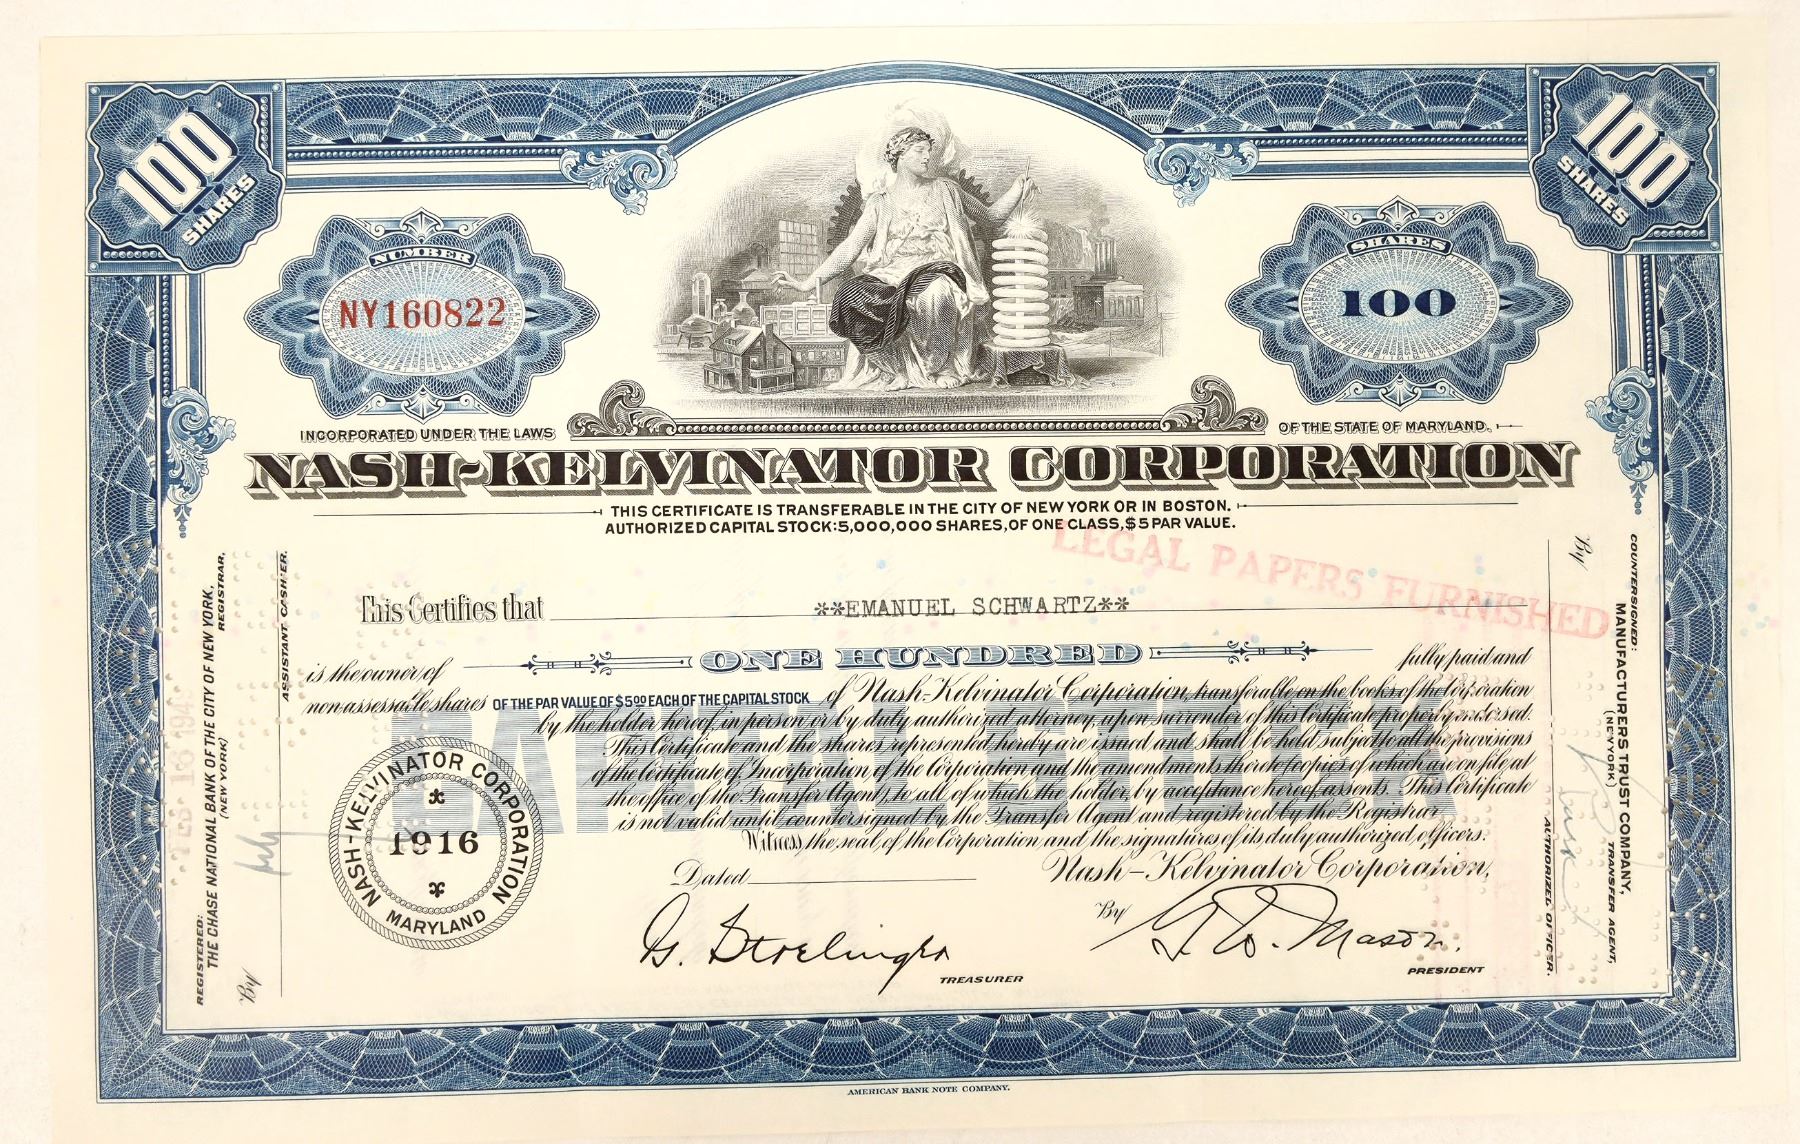 100 SHARES
100 SHARES
NUMBER
NY160822
SHARES
100
INCORPORATED UNDER THE LAWS
OF THE STATE OF MARYLAND.
NASH-KELVINATOR CORPORATION
THIS CERTIFICATE IS TRANSFERABLE IN THE CITY OF NEW YORK OR IN BOSTON.
AUTHORIZED CAPITAL STOCK: 5,000,000 SHARES, OF ONE CLASS, $5 PAR VALUE.
LEGAL PAPERS FURNISHED
This Certifies that **EMANUEL SCHWARTZ**
is the owner of ONE HUNDRED fully paid and
non-assessable shares OF THE PAR VALUE OF $5.00 EACH OF THE CAPITAL STOCK of Nash-Kelvinator Corporation, transferable on the books of the Corporation
by the holder hereof, in person or by duly authorized attorney, upon surrender of this Certificate properly endorsed.
This Certificate and the shares represented hereby are issued and shall be held subject to all the provisions
of the Certificate of Incorporation of the Corporation and the amendments thereto (copies of which are on file at
the office of the Transfer Agent), to all of which the holder, by acceptance hereof, assents. This Certificate
is not valid until countersigned by the Transfer Agent and registered by the Registrar.
Witness the seal of the Corporation and the signatures of its duly authorized officers.
CAPITAL STOCK
Dated
Nash-Kelvinator Corporation,
By G. W. Mason.
PRESIDENT
TREASURER
NASH-KELVINATOR CORPORATION
1916
MARYLAND
REGISTERED:
THE CHASE NATIONAL BANK OF THE CITY OF NEW YORK,
(NEW YORK) REGISTRAR,
By
ASSISTANT CASHIER.
COUNTERSIGNED:
MANUFACTURERS TRUST COMPANY,
(NEW YORK) TRANSFER AGENT,
By
AUTHORIZED OFFICER.
AMERICAN BANK NOTE COMPANY.